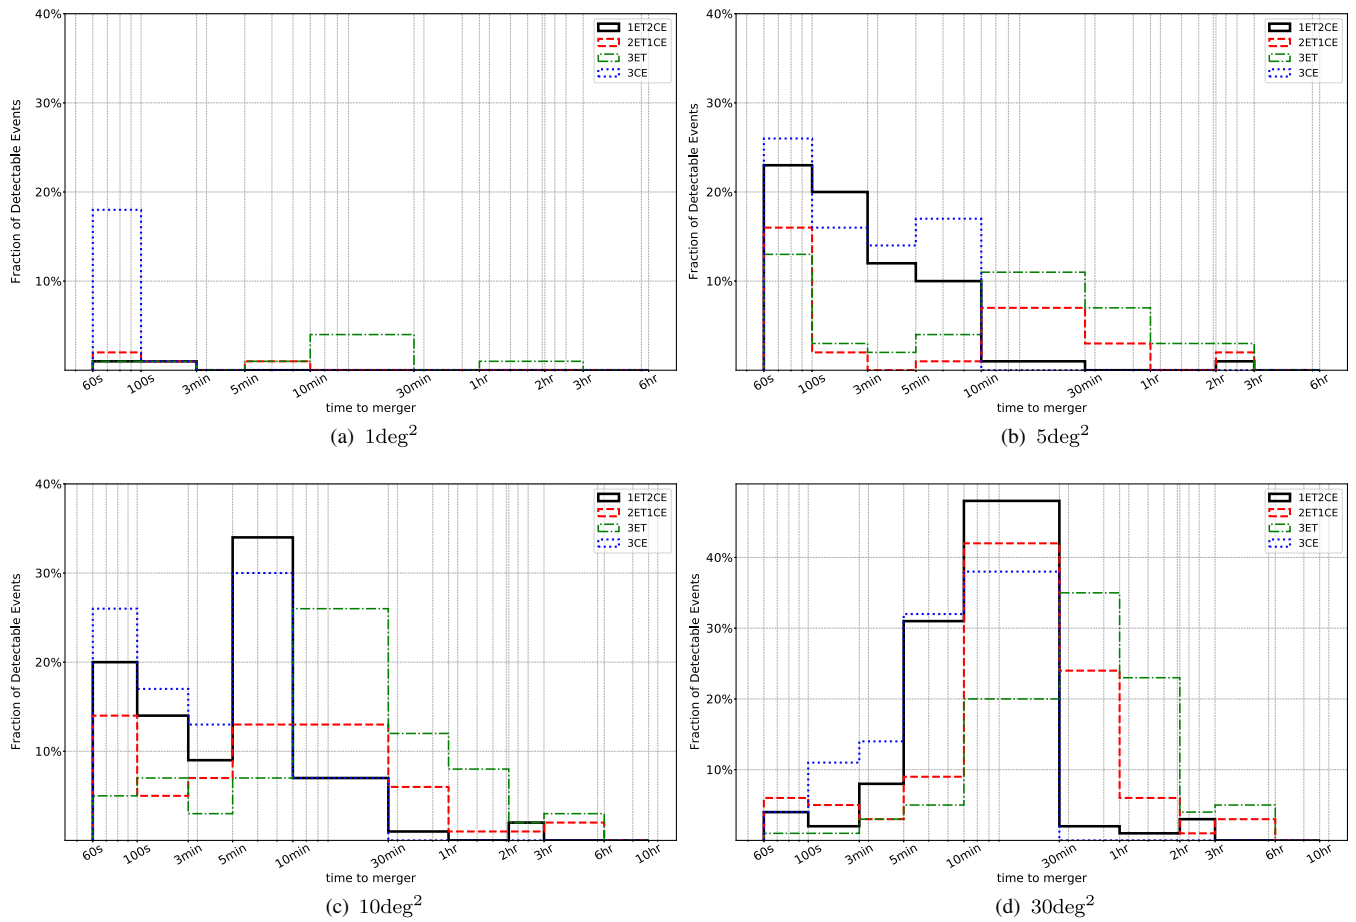 40%
30%
20%
10%
Fraction of Detectable Events
1ET2CE
2ET1CE
3ET
3CE
60s 100s 3min 5min 10min 30min 1hr 2hr 3hr 6hr
time to merger
(a) 1deg²
40%
30%
20%
10%
Fraction of Detectable Events
1ET2CE
2ET1CE
3ET
3CE
60s 100s 3min 5min 10min 30min 1hr 2hr 3hr 6hr
time to merger
(b) 5deg²
40%
30%
20%
10%
Fraction of Detectable Events
1ET2CE
2ET1CE
3ET
3CE
60s 100s 3min 5min 10min 30min 1hr 2hr 3hr 6hr 10hr
time to merger
(c) 10deg²
40%
30%
20%
10%
Fraction of Detectable Events
1ET2CE
2ET1CE
3ET
3CE
60s 100s 3min 5min 10min 30min 1hr 2hr 3hr 6hr 10hr
time to merger
(d) 30deg²